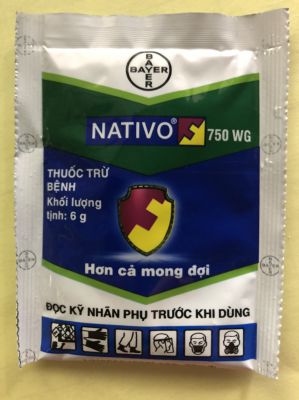 BAYER
BAYER
NATIVO® 750 WG
THUỐC TRỪ
BỆNH
Khối lượng
tịnh: 6 g
Hơn cả mong đợi
ĐỌC KỸ NHÃN PHỤ TRƯỚC KHI DÙNG